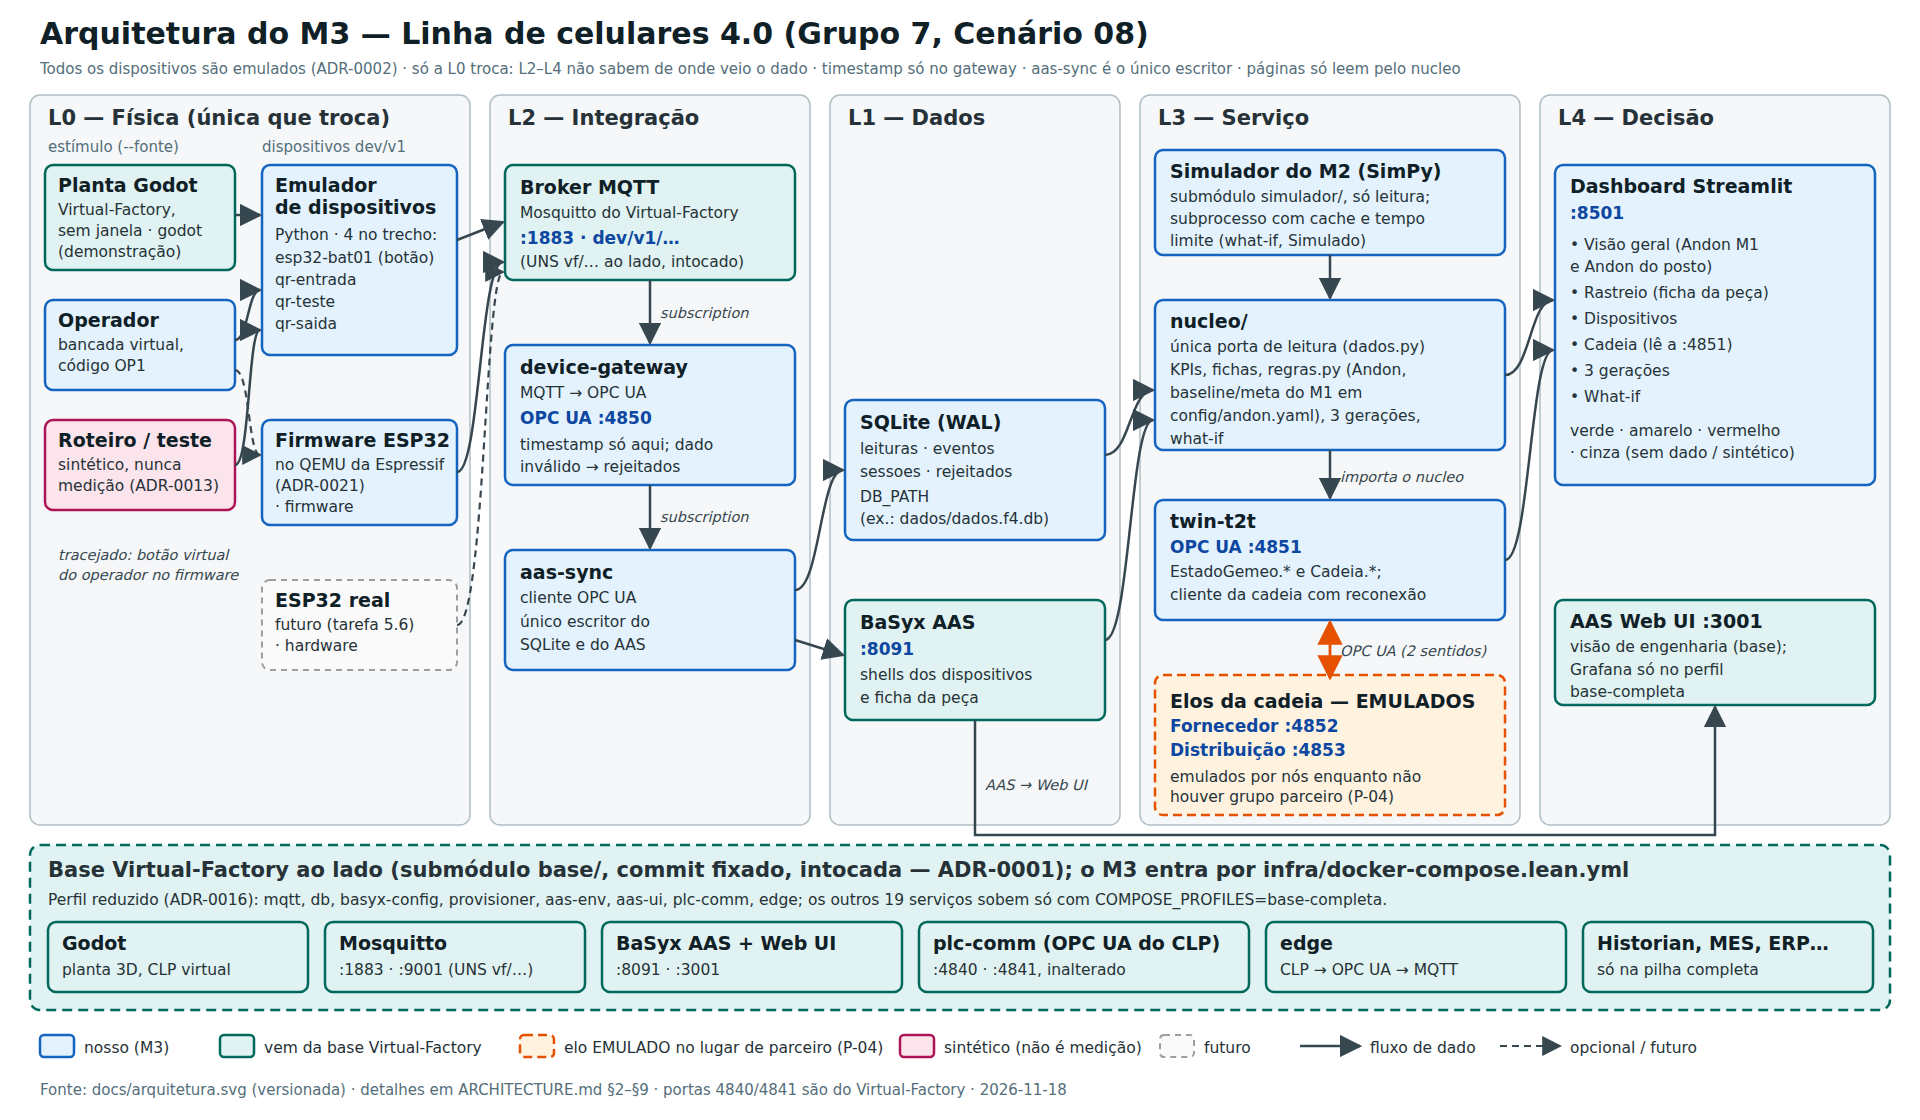 Arquitetura do M3 — Linha de celulares 4.0 (Grupo 7, Cenário 08)
Todos os dispositivos são emulados (ADR-0002) · só a L0 troca: L2–L4 não sabem de onde veio o dado · timestamp só no gateway · aas-sync é o único escritor · páginas só leem pelo nucleo
L0 — Física (única que troca)
estímulo (--fonte)
dispositivos dev/v1
Planta Godot
Virtual-Factory,
sem janela · godot
(demonstração)
Operador
bancada virtual,
código OP1
Roteiro / teste
sintético, nunca
medição (ADR-0013)
tracejado: botão virtual
do operador no firmware
Emulador
de dispositivos
Python · 4 no trecho:
esp32-bat01 (botão)
qr-entrada
qr-teste
qr-saida
Firmware ESP32
no QEMU da Espressif
(ADR-0021)
· firmware
ESP32 real
futuro (tarefa 5.6)
· hardware
L2 — Integração
Broker MQTT
Mosquitto do Virtual-Factory
:1883 · dev/v1/…
(UNS vf/… ao lado, intocado)
subscription
device-gateway
MQTT → OPC UA
OPC UA :4850
timestamp só aqui; dado
inválido → rejeitados
subscription
aas-sync
cliente OPC UA
único escritor do
SQLite e do AAS
L1 — Dados
SQLite (WAL)
leituras · eventos
sessoes · rejeitados
DB_PATH
(ex.: dados/dados.f4.db)
BaSyx AAS
:8091
shells dos dispositivos
e ficha da peça
AAS → Web UI
L3 — Serviço
Simulador do M2 (SimPy)
submódulo simulador/, só leitura;
subprocesso com cache e tempo
limite (what-if, Simulado)
nucleo/
única porta de leitura (dados.py)
KPIs, fichas, regras.py (Andon,
baseline/meta do M1 em
config/andon.yaml), 3 gerações,
what-if
importa o nucleo
twin-t2t
OPC UA :4851
EstadoGemeo.* e Cadeia.*;
cliente da cadeia com reconexão
OPC UA (2 sentidos)
Elos da cadeia — EMULADOS
Fornecedor :4852
Distribuição :4853
emulados por nós enquanto não
houver grupo parceiro (P-04)
L4 — Decisão
Dashboard Streamlit
:8501
• Visão geral (Andon M1
e Andon do posto)
• Rastreio (ficha da peça)
• Dispositivos
• Cadeia (lê a :4851)
• 3 gerações
• What-if
verde · amarelo · vermelho
· cinza (sem dado / sintético)
AAS Web UI :3001
visão de engenharia (base);
Grafana só no perfil
base-completa
Base Virtual-Factory ao lado (submódulo base/, commit fixado, intocada — ADR-0001); o M3 entra por infra/docker-compose.lean.yml
Perfil reduzido (ADR-0016): mqtt, db, basyx-config, provisioner, aas-env, aas-ui, plc-comm, edge; os outros 19 serviços sobem só com COMPOSE_PROFILES=base-completa.
Godot
planta 3D, CLP virtual
Mosquitto
:1883 · :9001 (UNS vf/…)
BaSyx AAS + Web UI
:8091 · :3001
plc-comm (OPC UA do CLP)
:4840 · :4841, inalterado
edge
CLP → OPC UA → MQTT
Historian, MES, ERP…
só na pilha completa
nosso (M3)
vem da base Virtual-Factory
elo EMULADO no lugar de parceiro (P-04)
sintético (não é medição)
futuro
fluxo de dado
opcional / futuro
Fonte: docs/arquitetura.svg (versionada) · detalhes em ARCHITECTURE.md §2–§9 · portas 4840/4841 são do Virtual-Factory · 2026-11-18